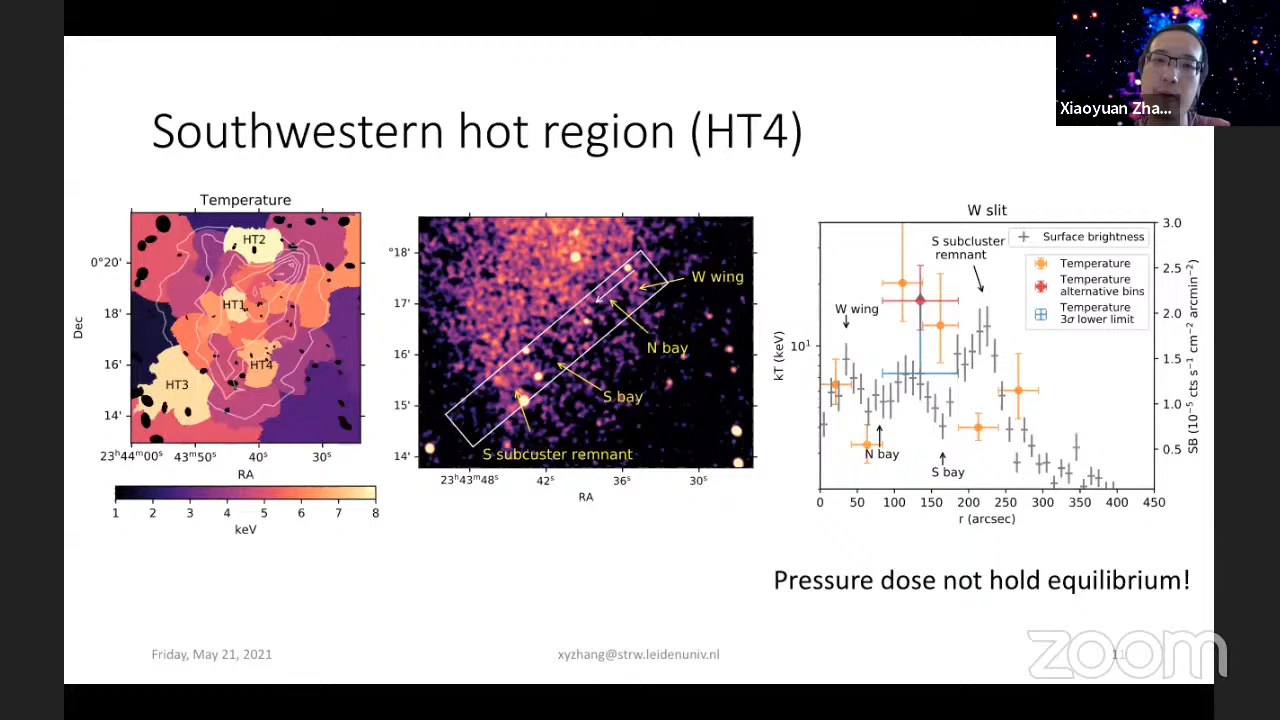 Xiaoyuan Zha...
Southwestern hot region (HT4)
Temperature
HT2
HT1
HT4
HT3
0°20'
18'
16'
14'
Dec
23ʰ44ᵐ00ˢ
43ᵐ50ˢ
40ˢ
30ˢ
RA
1 2 3 4 5 6 7 8
keV
°18'
17'
16'
15'
14'
W wing
N bay
S bay
S subcuster remnant
23ʰ43ᵐ48ˢ
42ˢ
36ˢ
30ˢ
RA
W slit
S subcluster
remnant
Surface brightness
Temperature
Temperature
alternative bins
Temperature
3σ lower limit
W wing
N bay
S bay
kT (keV)
10¹
3.0
2.5
2.0
1.5
1.0
0.5
SB (10⁻⁵ cts s⁻¹ cm⁻² arcmin⁻²)
0 50 100 150 200 250 300 350 400 450
r (arcsec)
Pressure dose not hold equilibrium!
Friday, May 21, 2021
xyzhang@strw.leidenuniv.nl
11
zoom